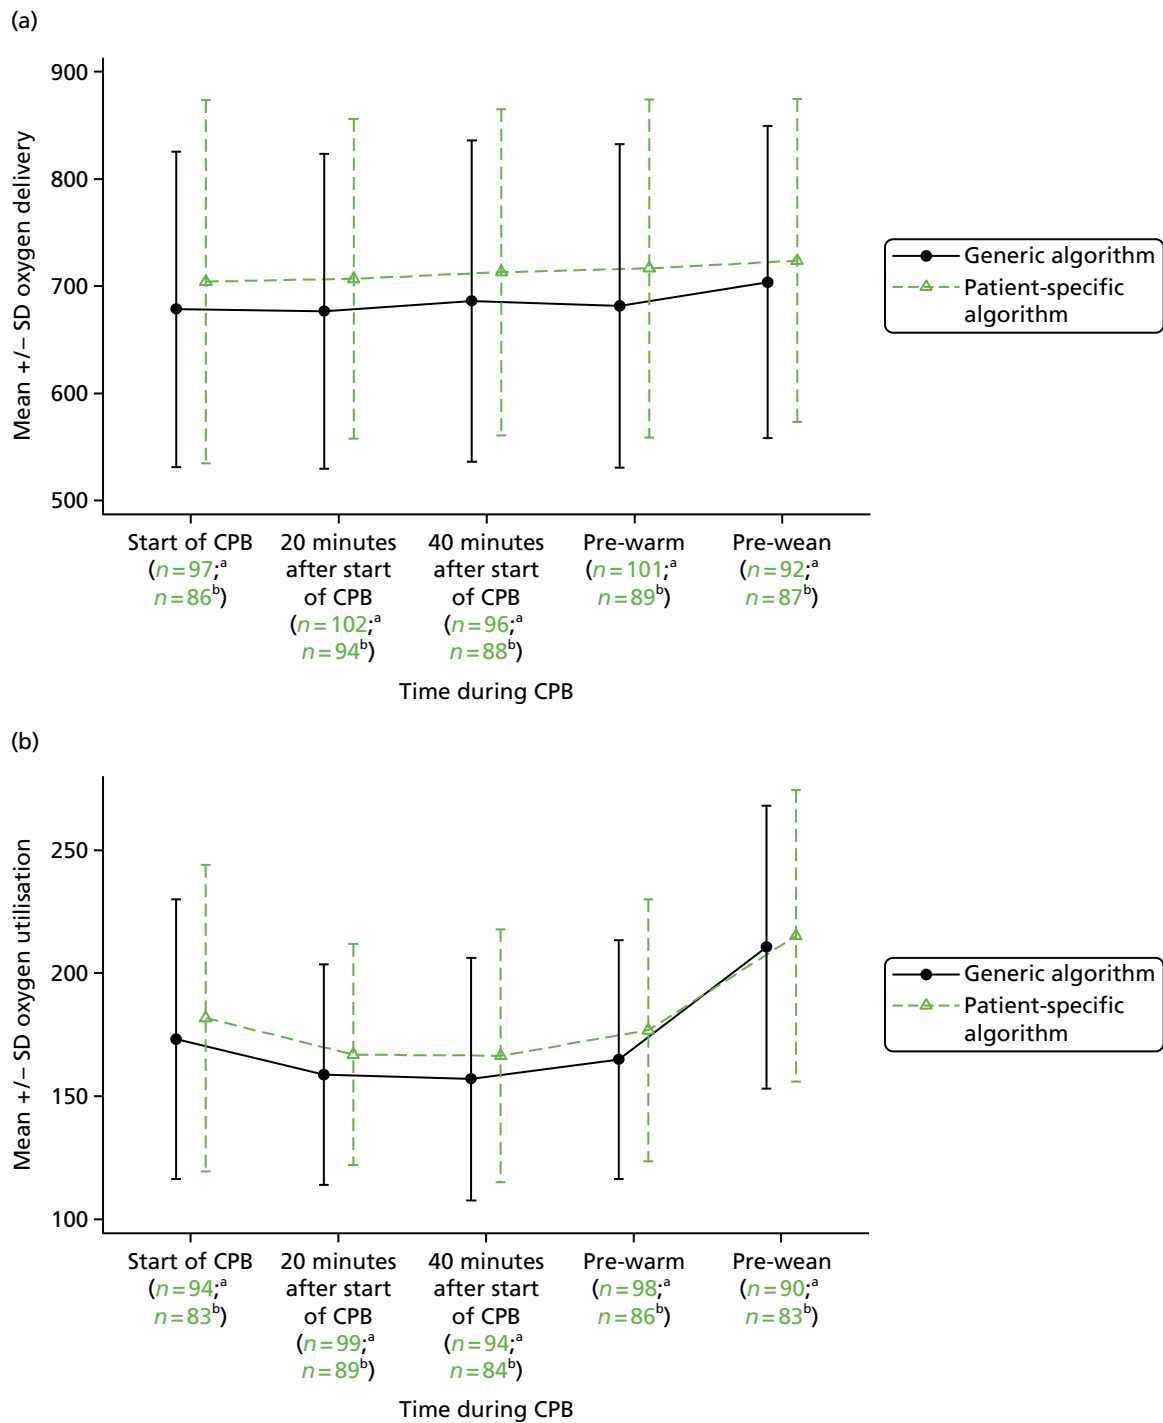 (a)
900
800
700
600
500
Mean +/− SD oxygen delivery
Start of CPB
(n=97;a
n=86b)
20 minutes
after start
of CPB
(n=102;a
n=94b)
40 minutes
after start
of CPB
(n=96;a
n=88b)
Pre-warm
(n=101;a
n=89b)
Pre-wean
(n=92;a
n=87b)
Time during CPB
Generic algorithm
Patient-specific
algorithm
(b)
250
200
150
100
Mean +/− SD oxygen utilisation
Start of CPB
(n=94;a
n=83b)
20 minutes
after start
of CPB
(n=99;a
n=89b)
40 minutes
after start
of CPB
(n=94;a
n=84b)
Pre-warm
(n=98;a
n=86b)
Pre-wean
(n=90;a
n=83b)
Time during CPB
Generic algorithm
Patient-specific
algorithm